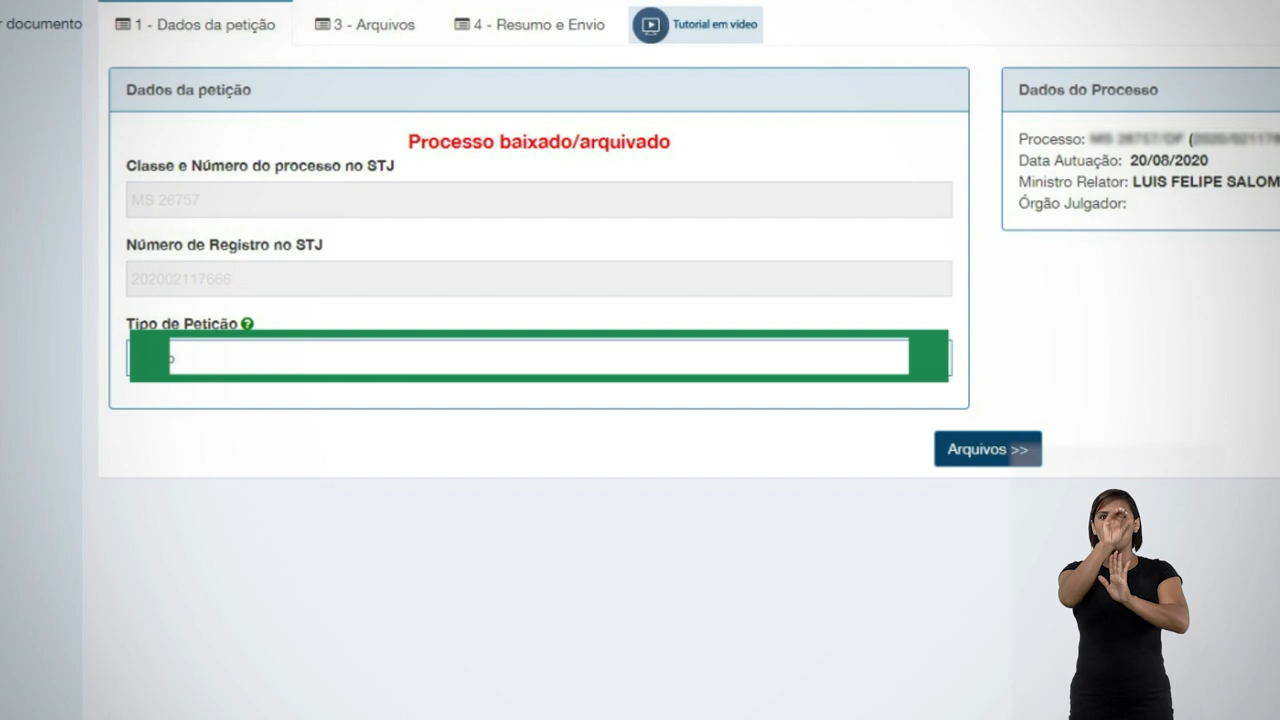 documento
1 - Dados da petição
3 - Arquivos
4 - Resumo e Envio
Tutorial em vídeo
Dados da petição
Processo baixado/arquivado
Classe e Número do processo no STJ
MS 26757
Número de Registro no STJ
202002117666
Tipo de Petição
Arquivos >>
Dados do Processo
Processo:
Data Autuação: 20/08/2020
Ministro Relator: LUIS FELIPE SALOM
Órgão Julgador: